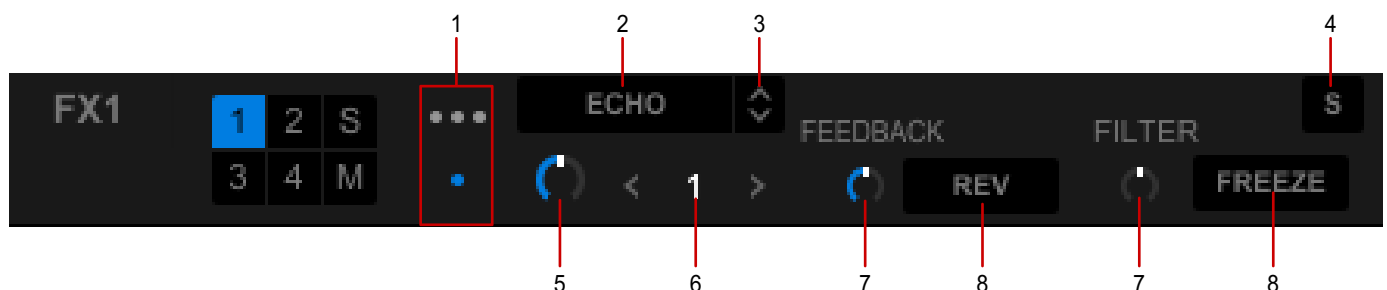 1 2 3 4
FX1 1 2 S ECHO S
FEEDBACK FILTER
3 4 M < 1 > REV FREEZE
5 6 7 8 7 8